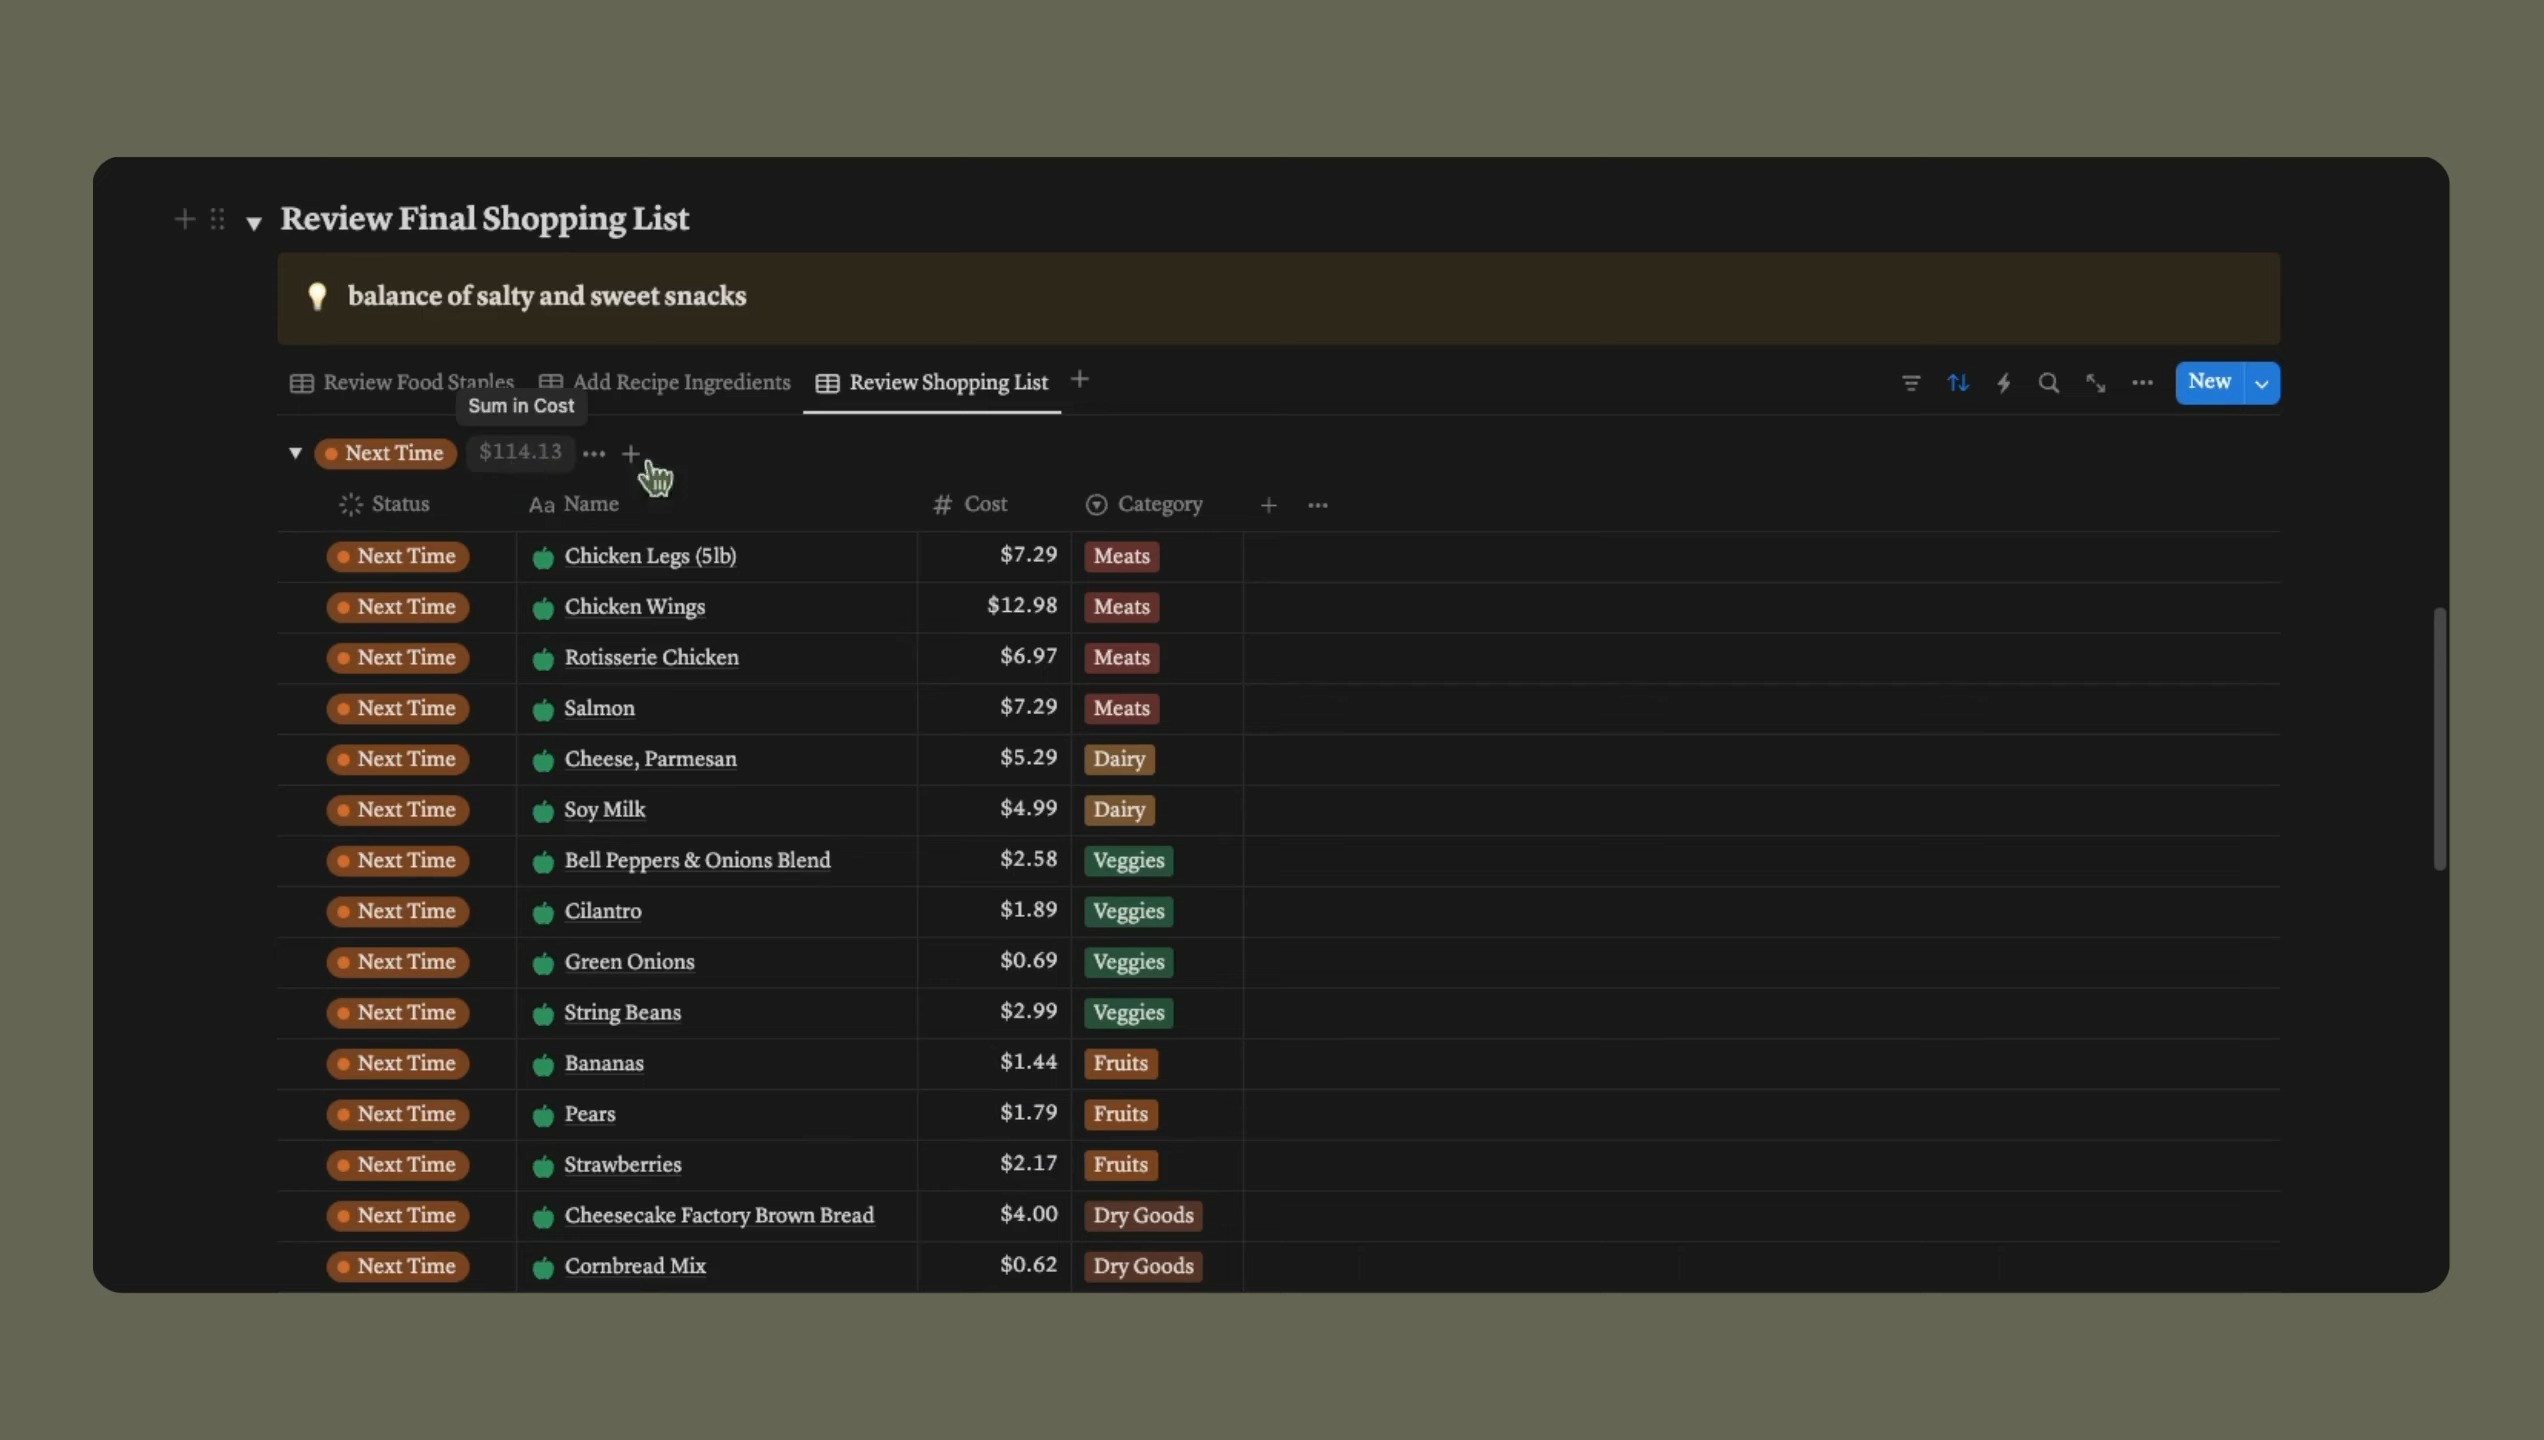 Review Final Shopping List
balance of salty and sweet snacks
Review Food Staples Add Recipe Ingredients Review Shopping List New
Sum in Cost
Next Time $114.13
Status Aa Name # Cost Category
Next Time Chicken Legs (5lb) $7.29 Meats
Next Time Chicken Wings $12.98 Meats
Next Time Rotisserie Chicken $6.97 Meats
Next Time Salmon $7.29 Meats
Next Time Cheese, Parmesan $5.29 Dairy
Next Time Soy Milk $4.99 Dairy
Next Time Bell Peppers & Onions Blend $2.58 Veggies
Next Time Cilantro $1.89 Veggies
Next Time Green Onions $0.69 Veggies
Next Time String Beans $2.99 Veggies
Next Time Bananas $1.44 Fruits
Next Time Pears $1.79 Fruits
Next Time Strawberries $2.17 Fruits
Next Time Cheesecake Factory Brown Bread $4.00 Dry Goods
Next Time Cornbread Mix $0.62 Dry Goods